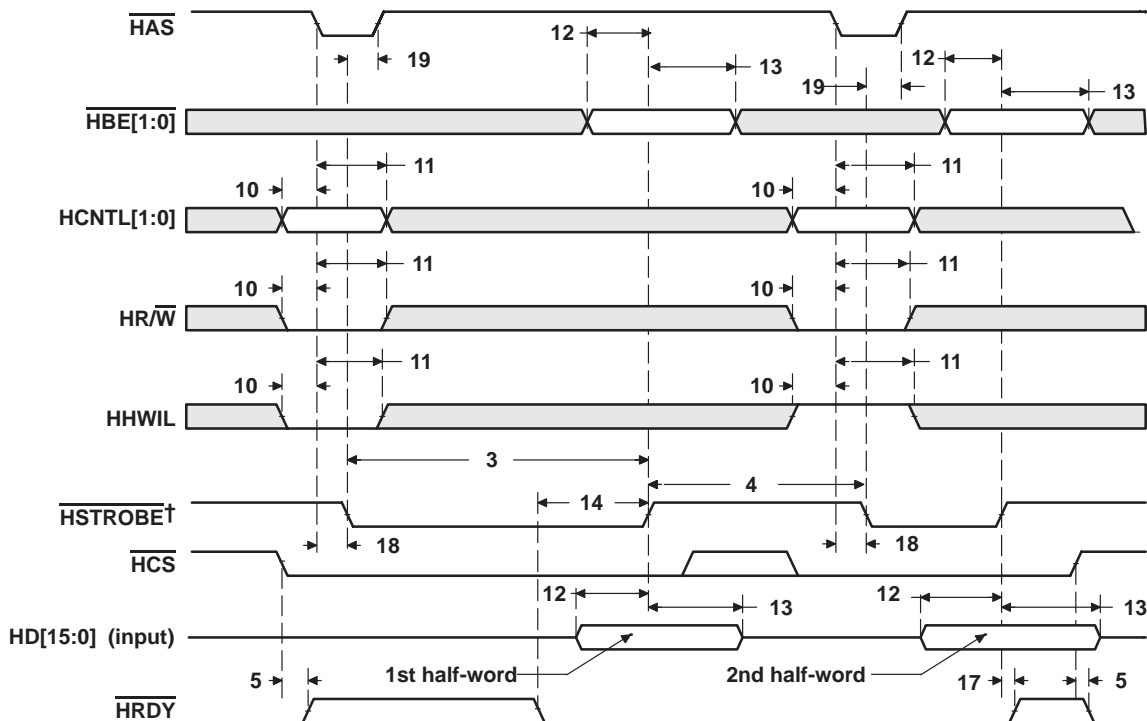 HAS
12
12
19
13
19
13
HBE[1:0]
11
11
10
10
HCNTL[1:0]
11
11
10
10
HR/W
11
11
10
10
HHWIL
3
14
4
HSTROBE†
18
18
HCS
12
13
12
13
HD[15:0] (input)
1st half-word
2nd half-word
5
17
5
HRDY